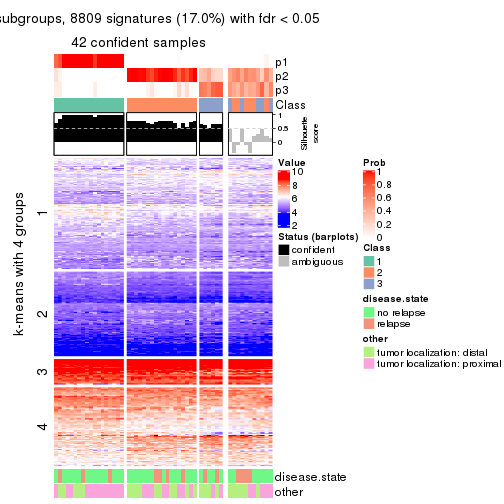 subgroups, 8809 signatures (17.0%) with fdr < 0.05
42 confident samples
p1
p2
p3
Class
1
0.5
0
Silhouette
score
k-means with 4 groups
1
2
3
4
disease.state
other
Value
10
8
6
4
2
Status (barplots)
confident
ambiguous
Prob
1
0.8
0.6
0.4
0.2
0
Class
1
2
3
disease.state
no relapse
relapse
other
tumor localization: distal
tumor localization: proximal